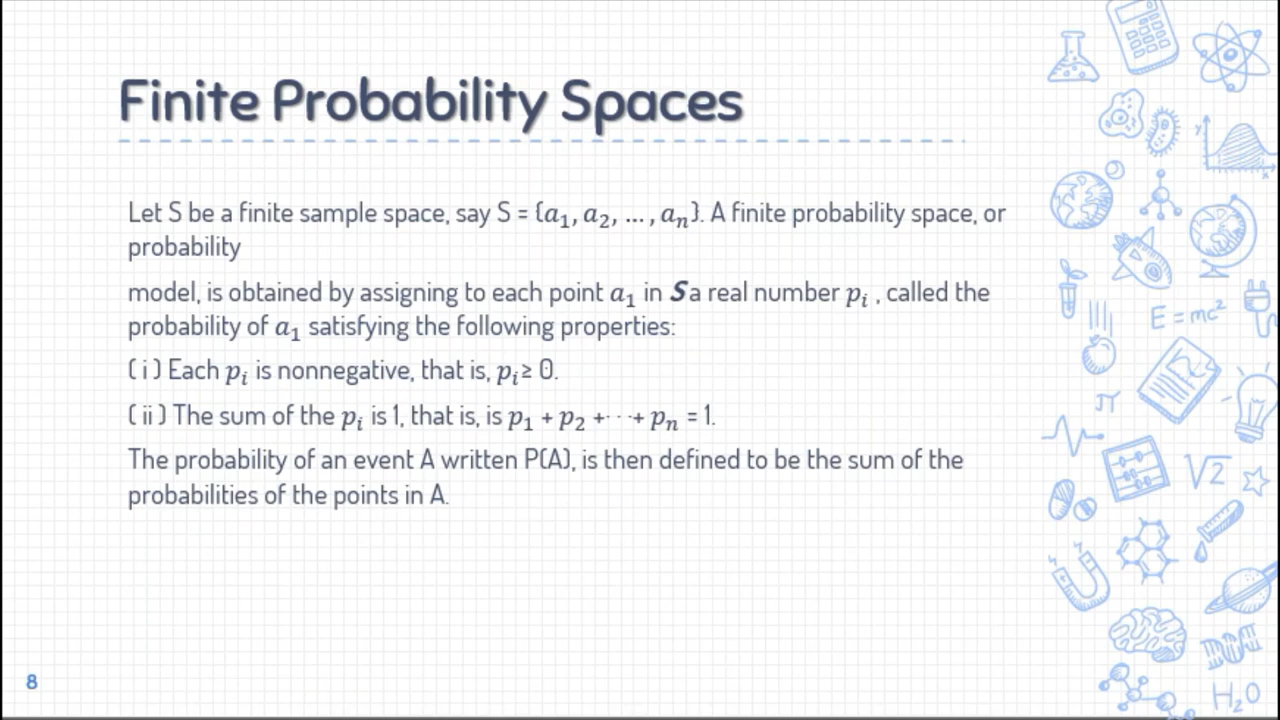 Finite Probability Spaces
Let S be a finite sample space, say S = {a₁, a₂, … , aₙ}. A finite probability space, or
probability
model, is obtained by assigning to each point a₁ in S a real number pᵢ , called the
probability of a₁ satisfying the following properties:
( i ) Each pᵢ is nonnegative, that is, pᵢ≥ 0.
( ii ) The sum of the pᵢ is 1, that is, is p₁ + p₂ +· · ·+ pₙ = 1.
The probability of an event A written P(A), is then defined to be the sum of the
probabilities of the points in A.
8
y
x
E = mc²
π
√2
H₂O